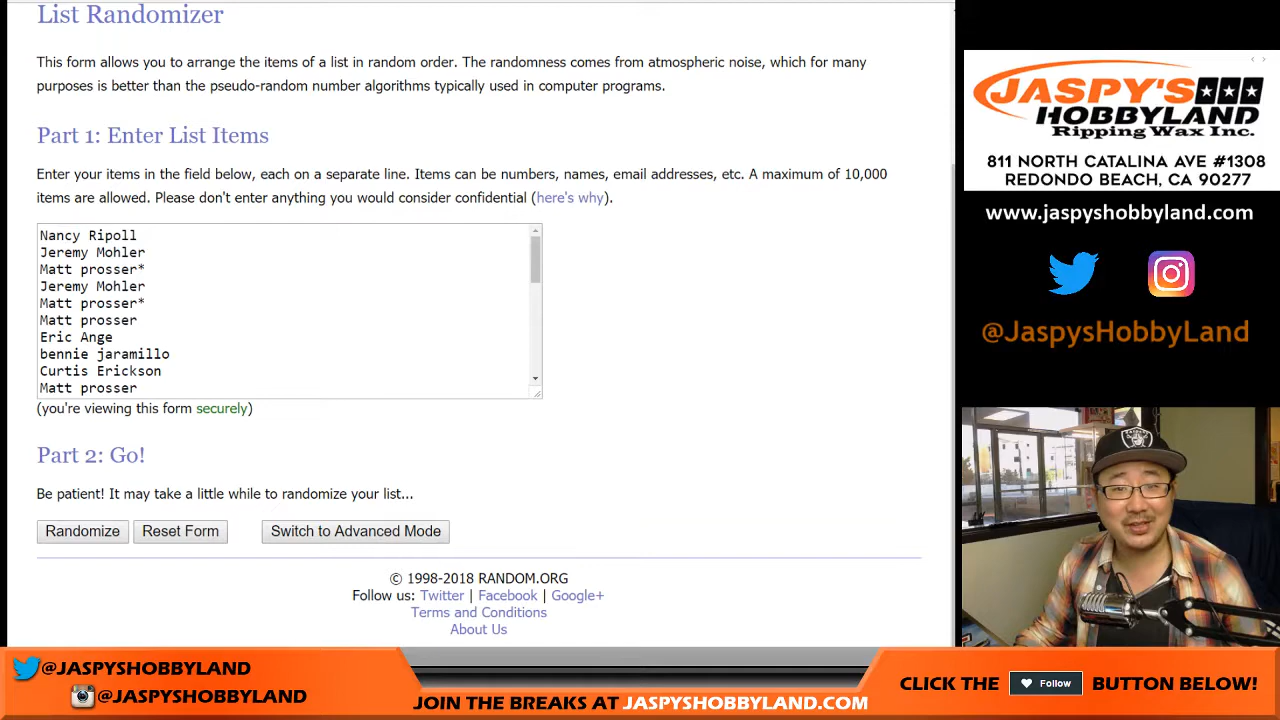 List Randomizer
This form allows you to arrange the items of a list in random order. The randomness comes from atmospheric noise, which for many
purposes is better than the pseudo-random number algorithms typically used in computer programs.
Part 1: Enter List Items
Enter your items in the field below, each on a separate line. Items can be numbers, names, email addresses, etc. A maximum of 10,000
items are allowed. Please don't enter anything you would consider confidential (here's why).
Nancy Ripoll
Jeremy Mohler
Matt prosser*
Jeremy Mohler
Matt prosser*
Matt prosser
Eric Ange
bennie jaramillo
Curtis Erickson
Matt prosser
(you're viewing this form securely)
Part 2: Go!
Be patient! It may take a little while to randomize your list...
Randomize
Reset Form
Switch to Advanced Mode
© 1998-2018 RANDOM.ORG
Follow us: Twitter | Facebook | Google+
Terms and Conditions
About Us
JASPY'S
HOBBYLAND
Ripping Wax Inc.
811 NORTH CATALINA AVE #1308
REDONDO BEACH, CA 90277
www.jaspyshobbyland.com
@JaspysHobbyLand
@JASPYSHOBBYLAND
@JASPYSHOBBYLAND
JOIN THE BREAKS AT JASPYSHOBBYLAND.COM
CLICK THE Follow BUTTON BELOW!